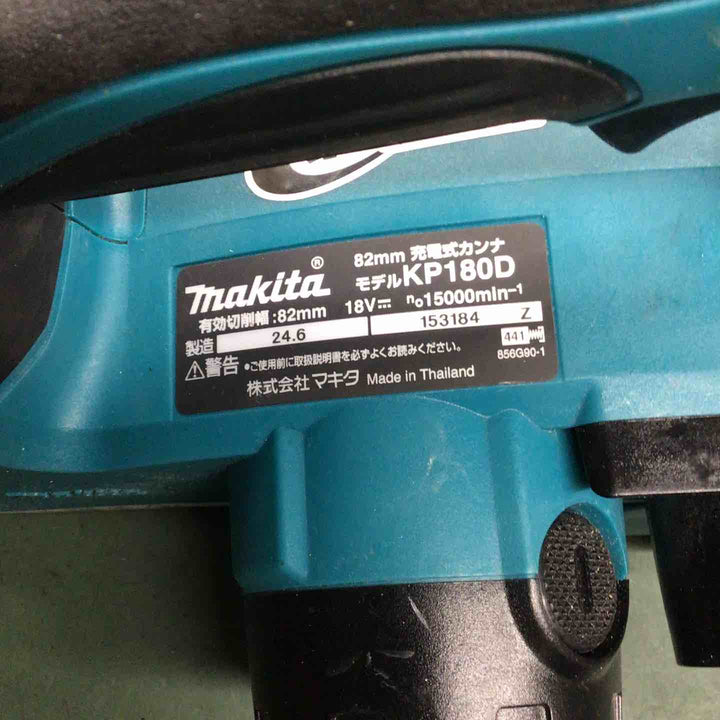 makita®
82mm 充電式カンナ
モデルKP180D
有効切削幅:82mm 18V⎓ n₀15000min⁻¹
製造 24.6 153184 Z
⚠警告 •ご使用前に取扱説明書を必ずよくお読みください。 441
株式会社マキタ Made in Thailand 856G90-1